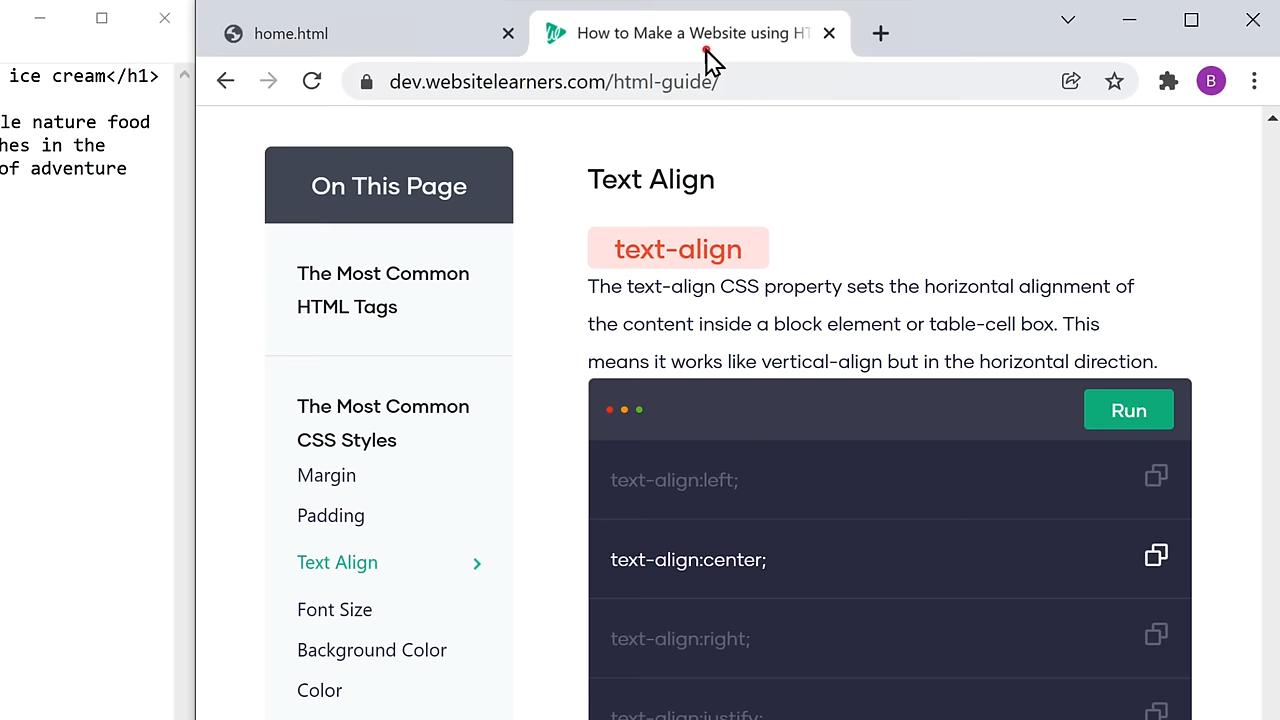 ice cream</h1>
le nature food
hes in the
of adventure
home.html
How to Make a Website using HT
dev.websitelearners.com/html-guide/
B
On This Page
The Most Common
HTML Tags
The Most Common
CSS Styles
Margin
Padding
Text Align
Font Size
Background Color
Color
Text Align
text-align
The text-align CSS property sets the horizontal alignment of
the content inside a block element or table-cell box. This
means it works like vertical-align but in the horizontal direction.
Run
text-align:left;
text-align:center;
text-align:right;
text-align:justify;